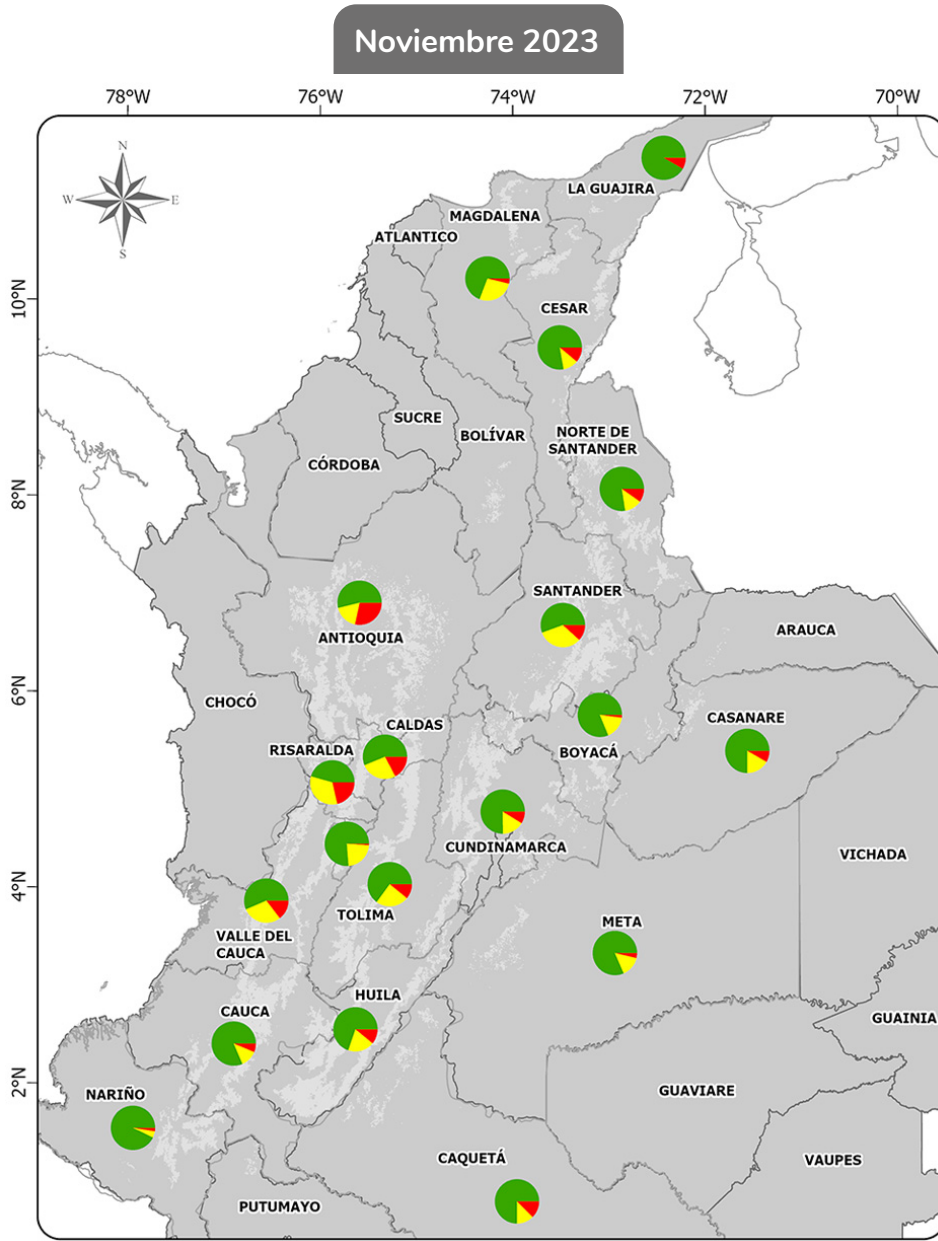 Noviembre 2023
78°W 76°W 74°W 72°W 70°W
N
W E
S
10°N
8°N
6°N
4°N
2°N
LA GUAJIRA
MAGDALENA
ATLANTICO
CESAR
SUCRE
BOLÍVAR
NORTE DE
SANTANDER
CÓRDOBA
SANTANDER
ANTIOQUIA
ARAUCA
CHOCÓ
CALDAS
CASANARE
RISARALDA
BOYACÁ
CUNDINAMARCA
VICHADA
TOLIMA
META
VALLE DEL
CAUCA
HUILA
CAUCA
GUAINIA
NARIÑO
GUAVIARE
CAQUETÁ
VAUPES
PUTUMAYO